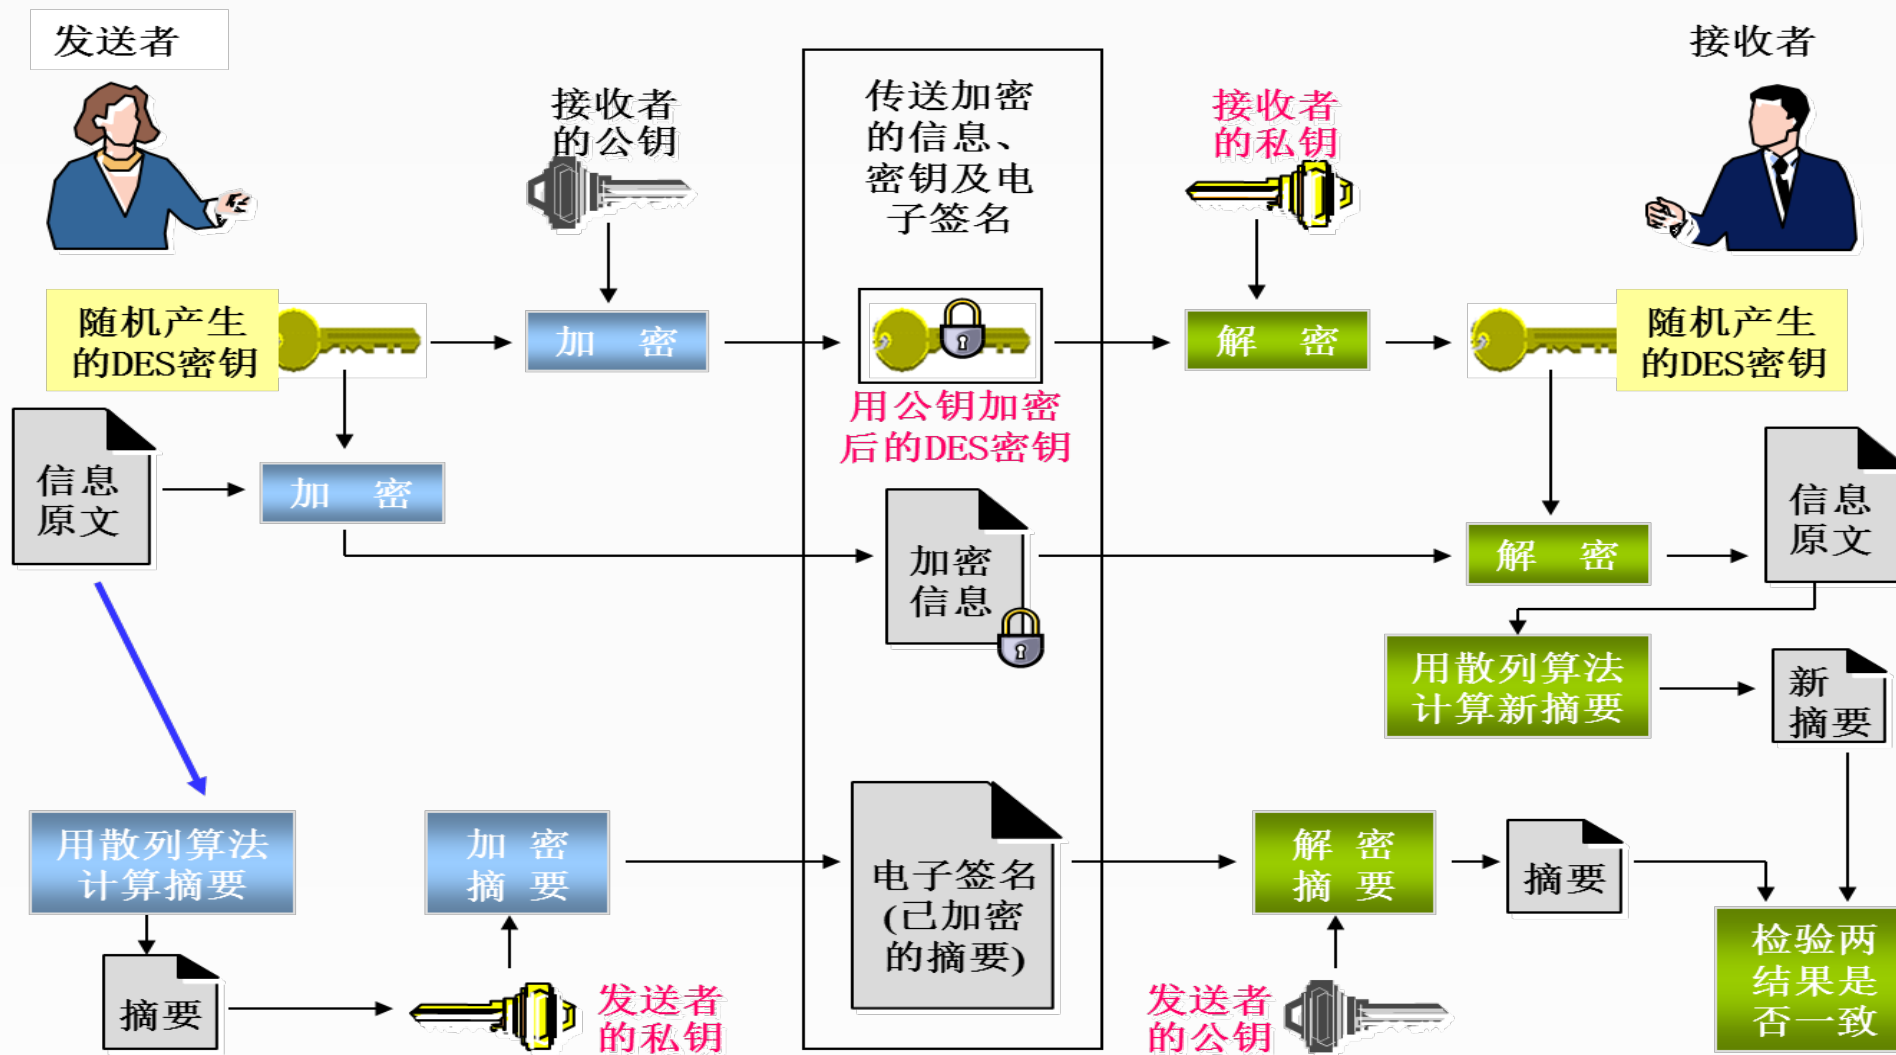 发送者
接收者
接收者
的公钥
传送加密
的信息、
密钥及电
子签名
接收者
的私钥
随机产生
的DES密钥
加 密
解 密
随机产生
的DES密钥
用公钥加密
后的DES密钥
信息
原文
加 密
加密
信息
解 密
信息
原文
用散列算法
计算新摘要
新
摘要
用散列算法
计算摘要
加 密
摘 要
电子签名
(已加密
的摘要)
解 密
摘 要
摘要
检验两
结果是
否一致
摘要
发送者
的私钥
发送者
的公钥